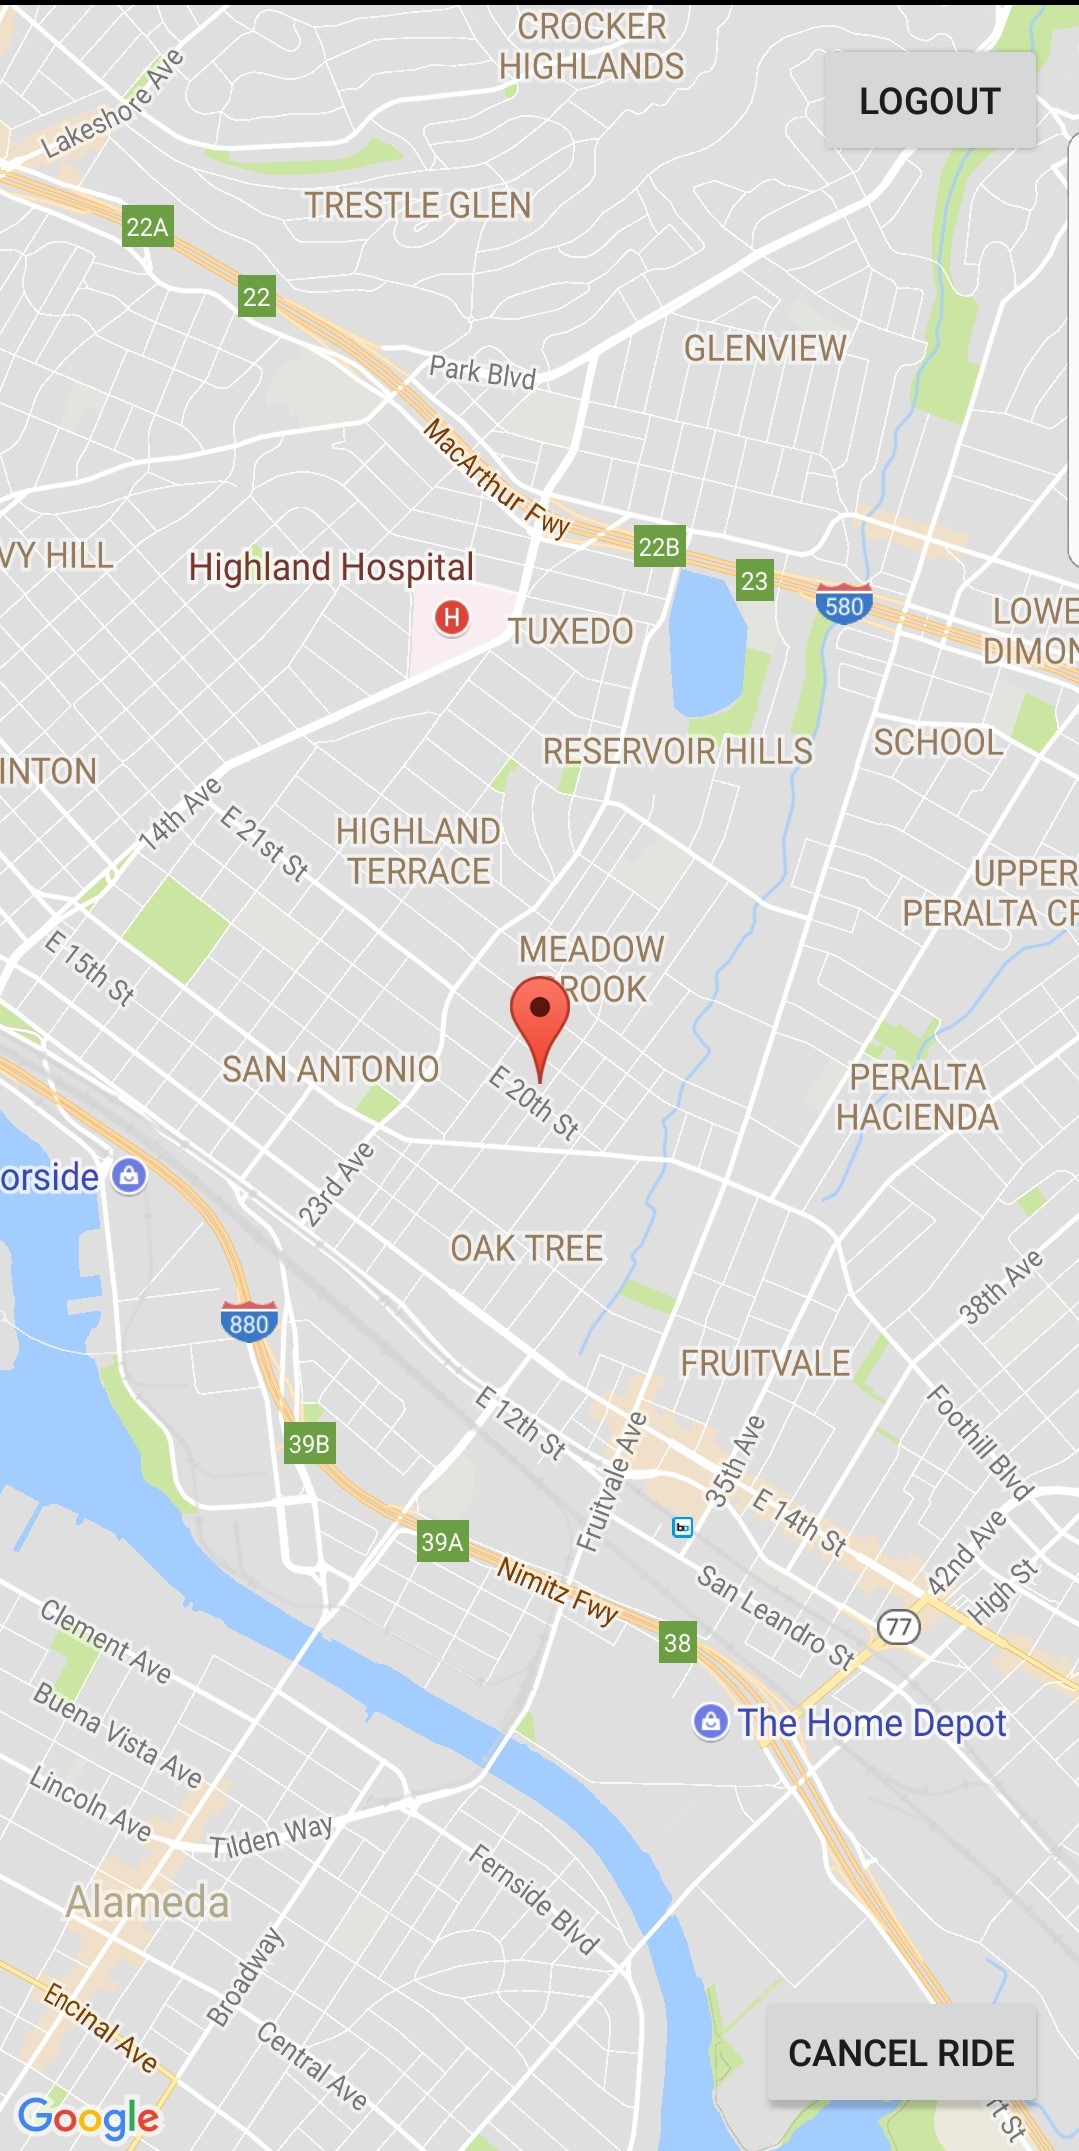 CROCKER
HIGHLANDS
LOGOUT
Lakeshore Ave
TRESTLE GLEN
22A
22
GLENVIEW
Park Blvd
MacArthur Fwy
22B
VY HILL
Highland Hospital
23
580
H
TUXEDO
LOWE
DIMON
RESERVOIR HILLS
SCHOOL
INTON
14th Ave
E 21st St
HIGHLAND
TERRACE
UPPER
PERALTA CR
E 15th St
MEADOW
ROOK
SAN ANTONIO
E 20th St
PERALTA
HACIENDA
orside
23rd Ave
OAK TREE
38th Ave
880
FRUITVALE
E 12th St
Foothill Blvd
39B
Fruitvale Ave
35th Ave
E 14th St
39A
42nd Ave
High St
Nimitz Fwy
San Leandro St
77
38
Clement Ave
Buena Vista Ave
The Home Depot
Lincoln Ave
Tilden Way
Fernside Blvd
Alameda
Broadway
Encinal Ave
Central Ave
CANCEL RIDE
rt St
Google